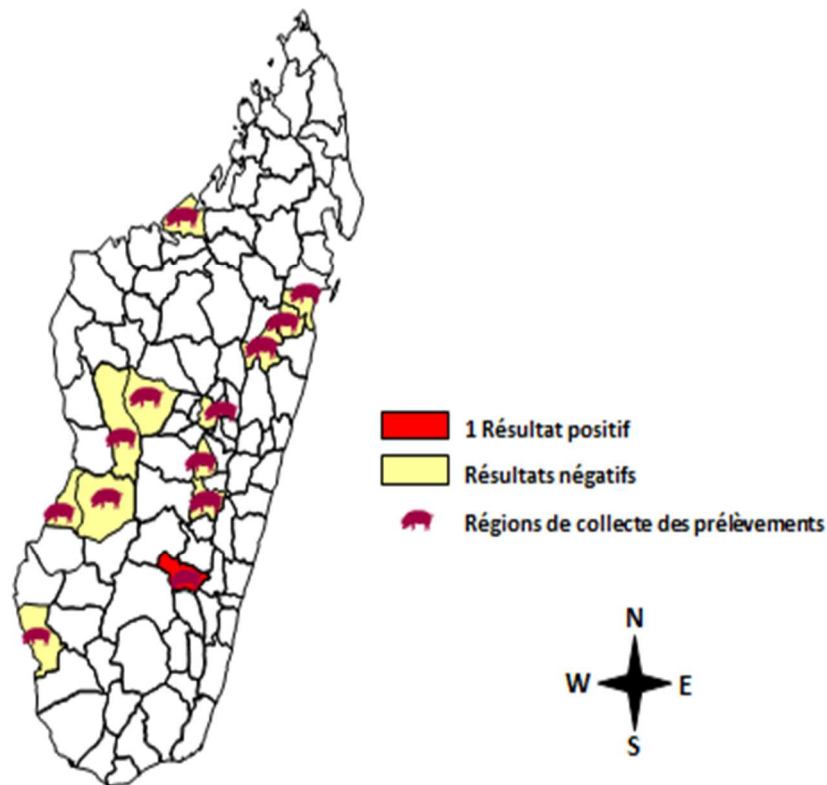 1 Résultat positif
Résultats négatifs
Régions de collecte des prélèvements
N
W E
S